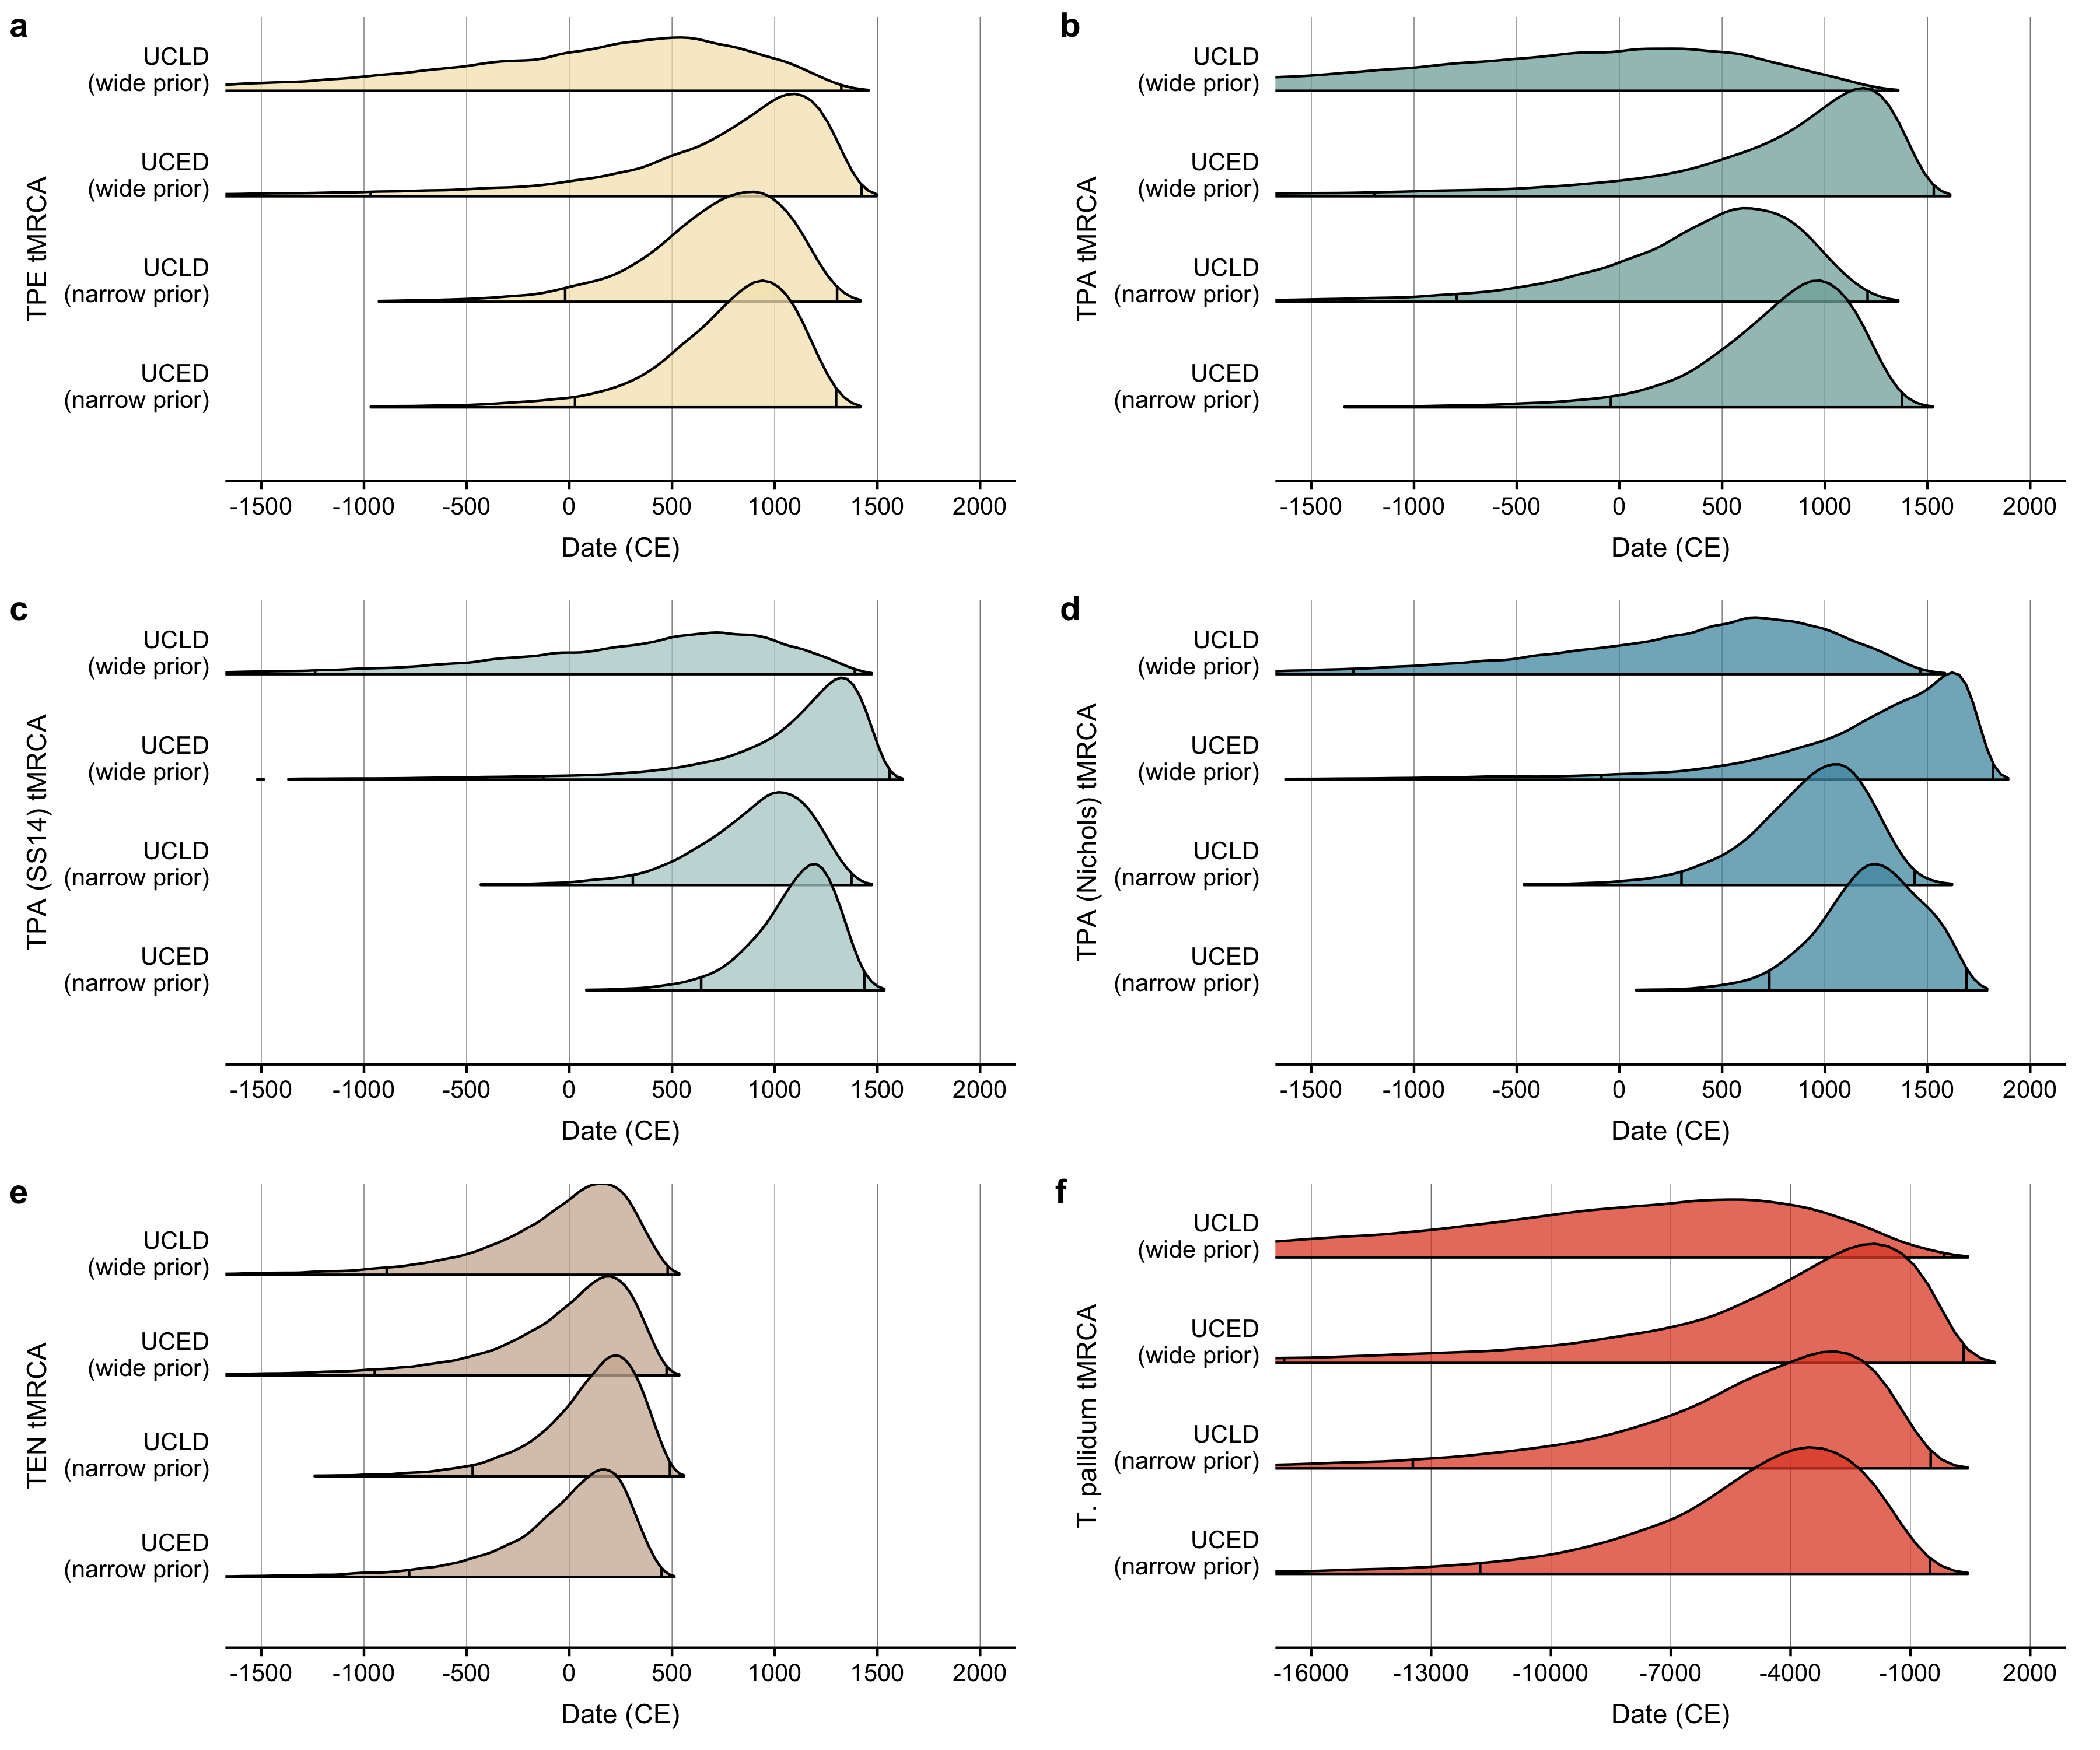 a
UCLD
(wide prior)
UCED
(wide prior)
UCLD
(narrow prior)
UCED
(narrow prior)
TPE tMRCA
-1500 -1000 -500 0 500 1000 1500 2000
Date (CE)
b
UCLD
(wide prior)
UCED
(wide prior)
UCLD
(narrow prior)
UCED
(narrow prior)
TPA tMRCA
-1500 -1000 -500 0 500 1000 1500 2000
Date (CE)
c
UCLD
(wide prior)
UCED
(wide prior)
UCLD
(narrow prior)
UCED
(narrow prior)
TPA (SS14) tMRCA
-1500 -1000 -500 0 500 1000 1500 2000
Date (CE)
d
UCLD
(wide prior)
UCED
(wide prior)
UCLD
(narrow prior)
UCED
(narrow prior)
TPA (Nichols) tMRCA
-1500 -1000 -500 0 500 1000 1500 2000
Date (CE)
e
UCLD
(wide prior)
UCED
(wide prior)
UCLD
(narrow prior)
UCED
(narrow prior)
TEN tMRCA
-1500 -1000 -500 0 500 1000 1500 2000
Date (CE)
f
UCLD
(wide prior)
UCED
(wide prior)
UCLD
(narrow prior)
UCED
(narrow prior)
T. pallidum tMRCA
-16000 -13000 -10000 -7000 -4000 -1000 2000
Date (CE)